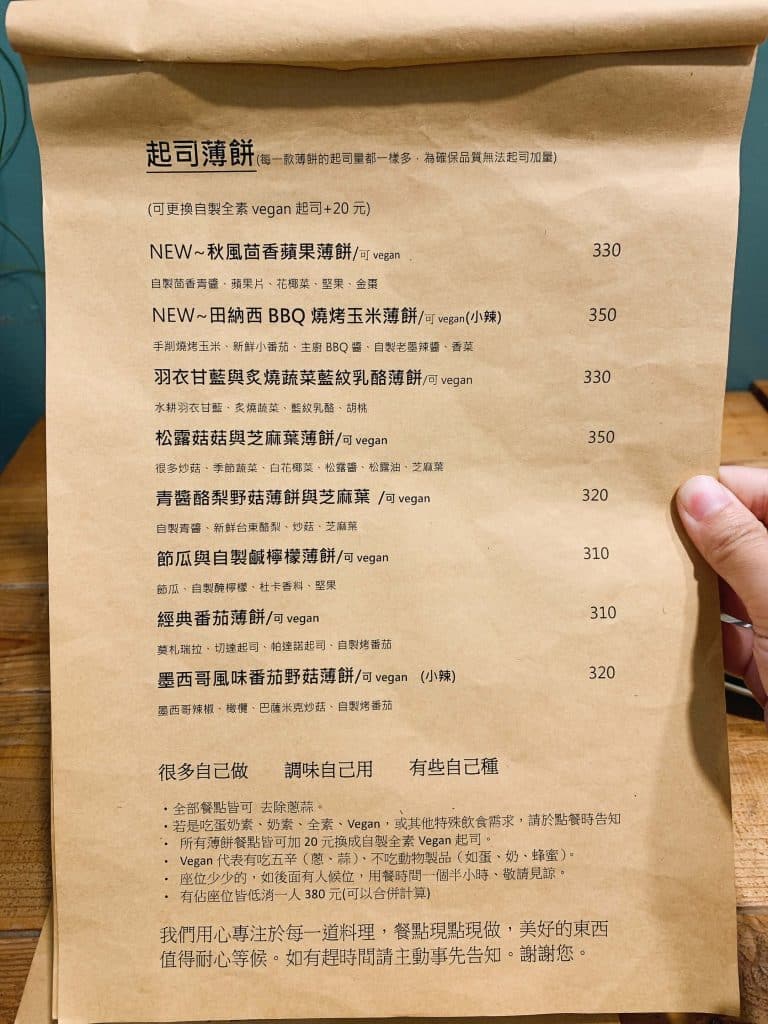 起司薄餅(每一款薄餅的起司量都一樣多，為確保品質無法起司加量)
(可更換自製全素 vegan 起司+20 元)
NEW~秋風茴香蘋果薄餅/可 vegan 330
自製茴香青醬、蘋果片、花椰菜、堅果、金棗
NEW~田納西 BBQ 燒烤玉米薄餅/可 vegan(小辣) 350
手削燒烤玉米、新鮮小番茄、主廚 BBQ 醬、自製老墨辣醬、香菜
羽衣甘藍與炙燒蔬菜藍紋乳酪薄餅/可 vegan 330
水耕羽衣甘藍、炙燒蔬菜、藍紋乳酪、胡桃
松露菇菇與芝麻葉薄餅/可 vegan 350
很多炒菇、季節蔬菜、白花椰菜、松露醬、松露油、芝麻葉
青醬酪梨野菇薄餅與芝麻葉 /可 vegan 320
自製青醬、新鮮台東酪梨、炒菇、芝麻葉
節瓜與自製鹹檸檬薄餅/可 vegan 310
節瓜、自製醃檸檬、杜卡香料、堅果
經典番茄薄餅/可 vegan 310
莫札瑞拉、切達起司、帕達諾起司、自製烤番茄
墨西哥風味番茄野菇薄餅/可 vegan (小辣) 320
墨西哥辣椒、橄欖、巴薩米克炒菇、自製烤番茄
很多自己做 調味自己用 有些自己種
・全部餐點皆可 去除蔥蒜。
・若是吃蛋奶素、奶素、全素、Vegan，或其他特殊飲食需求，請於點餐時告知
・ 所有薄餅餐點皆可加 20 元換成自製全素 Vegan 起司。
・ Vegan 代表有吃五辛（蔥、蒜)、不吃動物製品（如蛋、奶、蜂蜜）。
・ 座位少少的，如後面有人候位，用餐時間一個半小時、敬請見諒。
・ 有佔座位皆低消一人 380 元(可以合併計算)
我們用心專注於每一道料理，餐點現點現做，美好的東西
值得耐心等候。如有趕時間請主動事先告知。謝謝您。